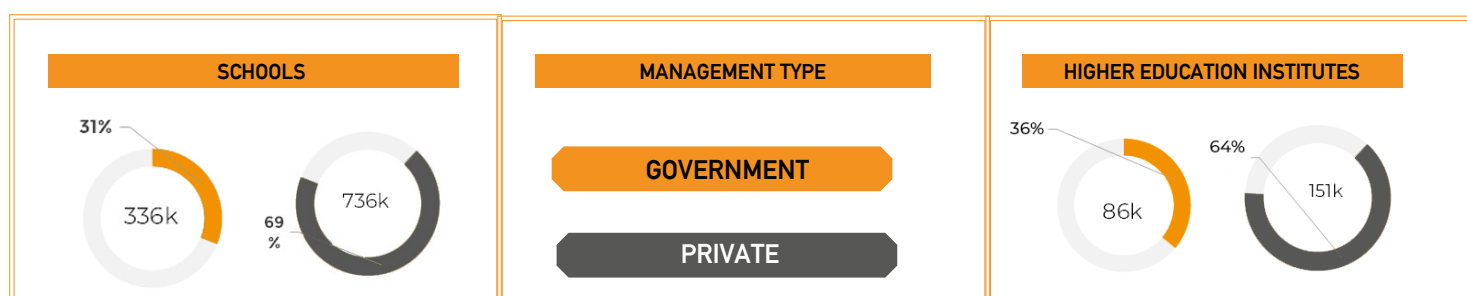 SCHOOLS
31%
336k
736k
69
%
MANAGEMENT TYPE
GOVERNMENT
PRIVATE
HIGHER EDUCATION INSTITUTES
36%
86k
64%
151k